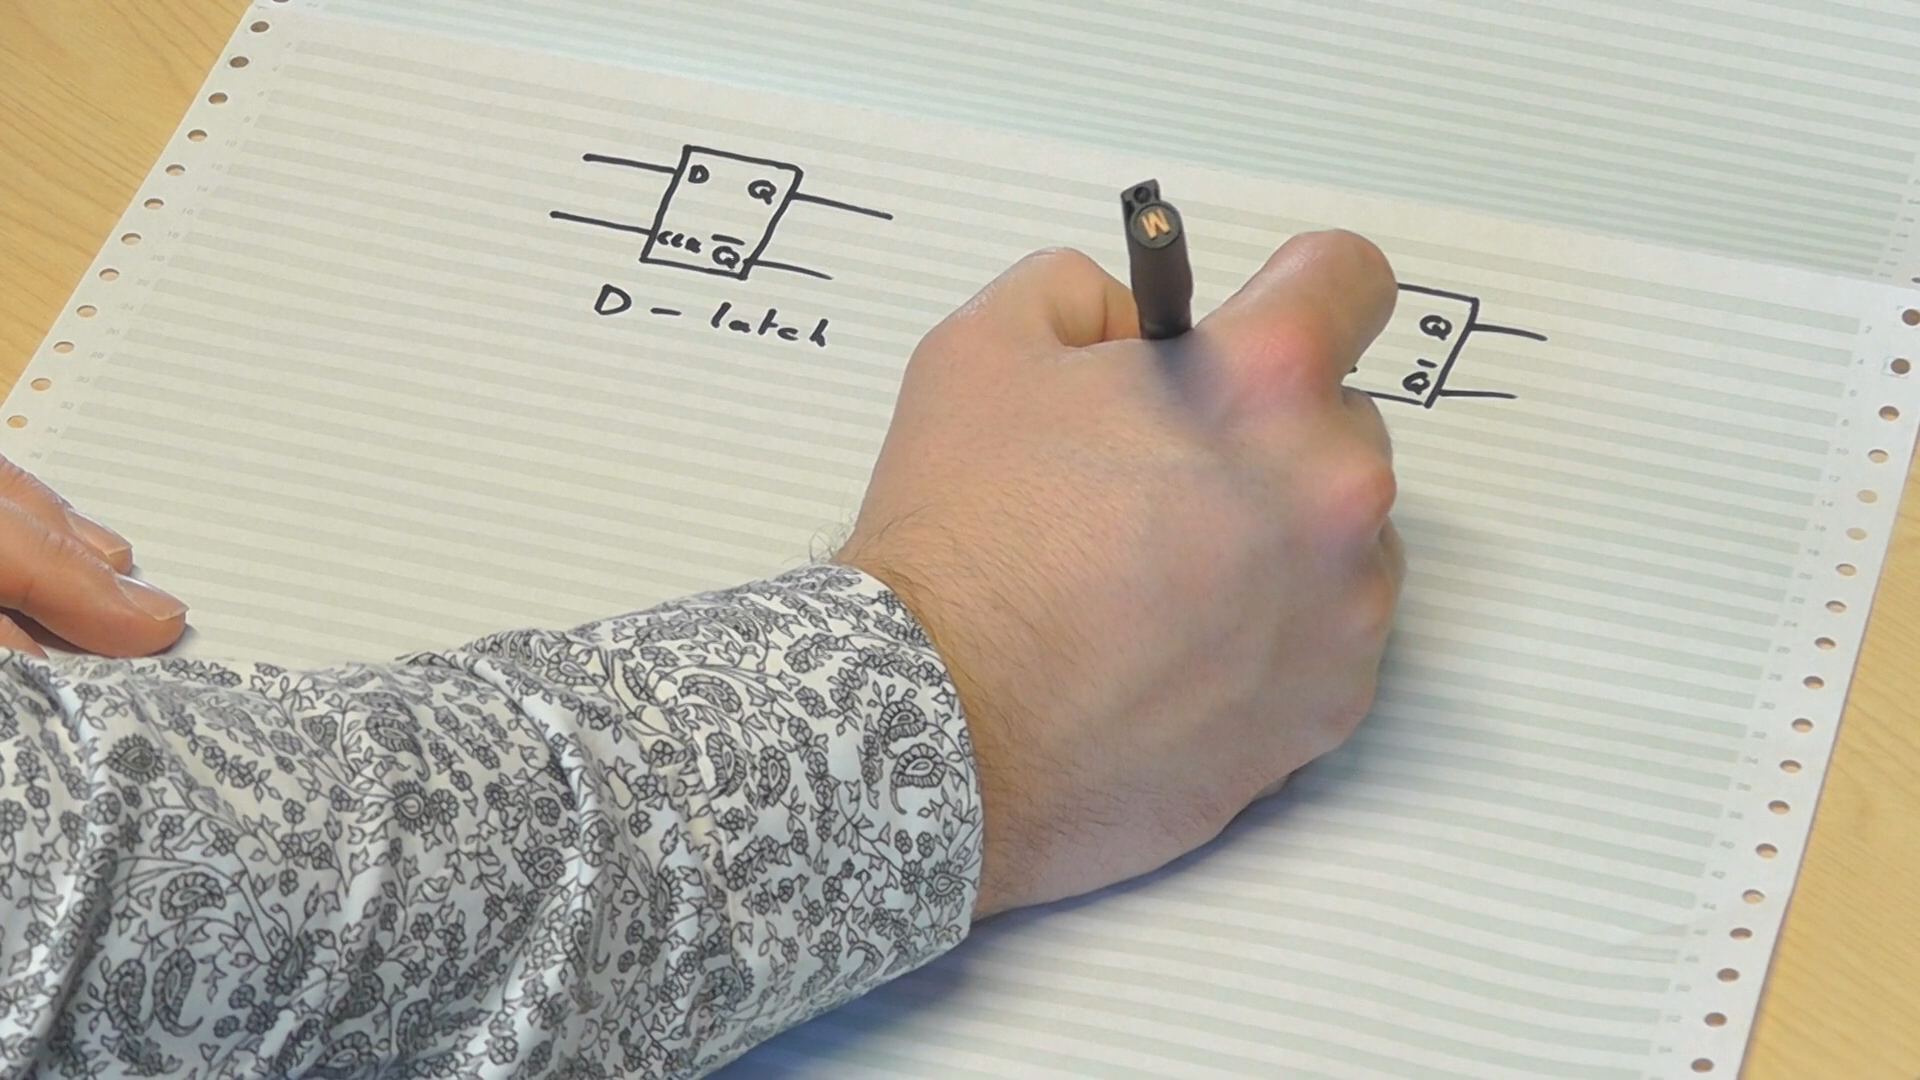 D Q
CLK Q̅
D - latch
M
Q
Q̅